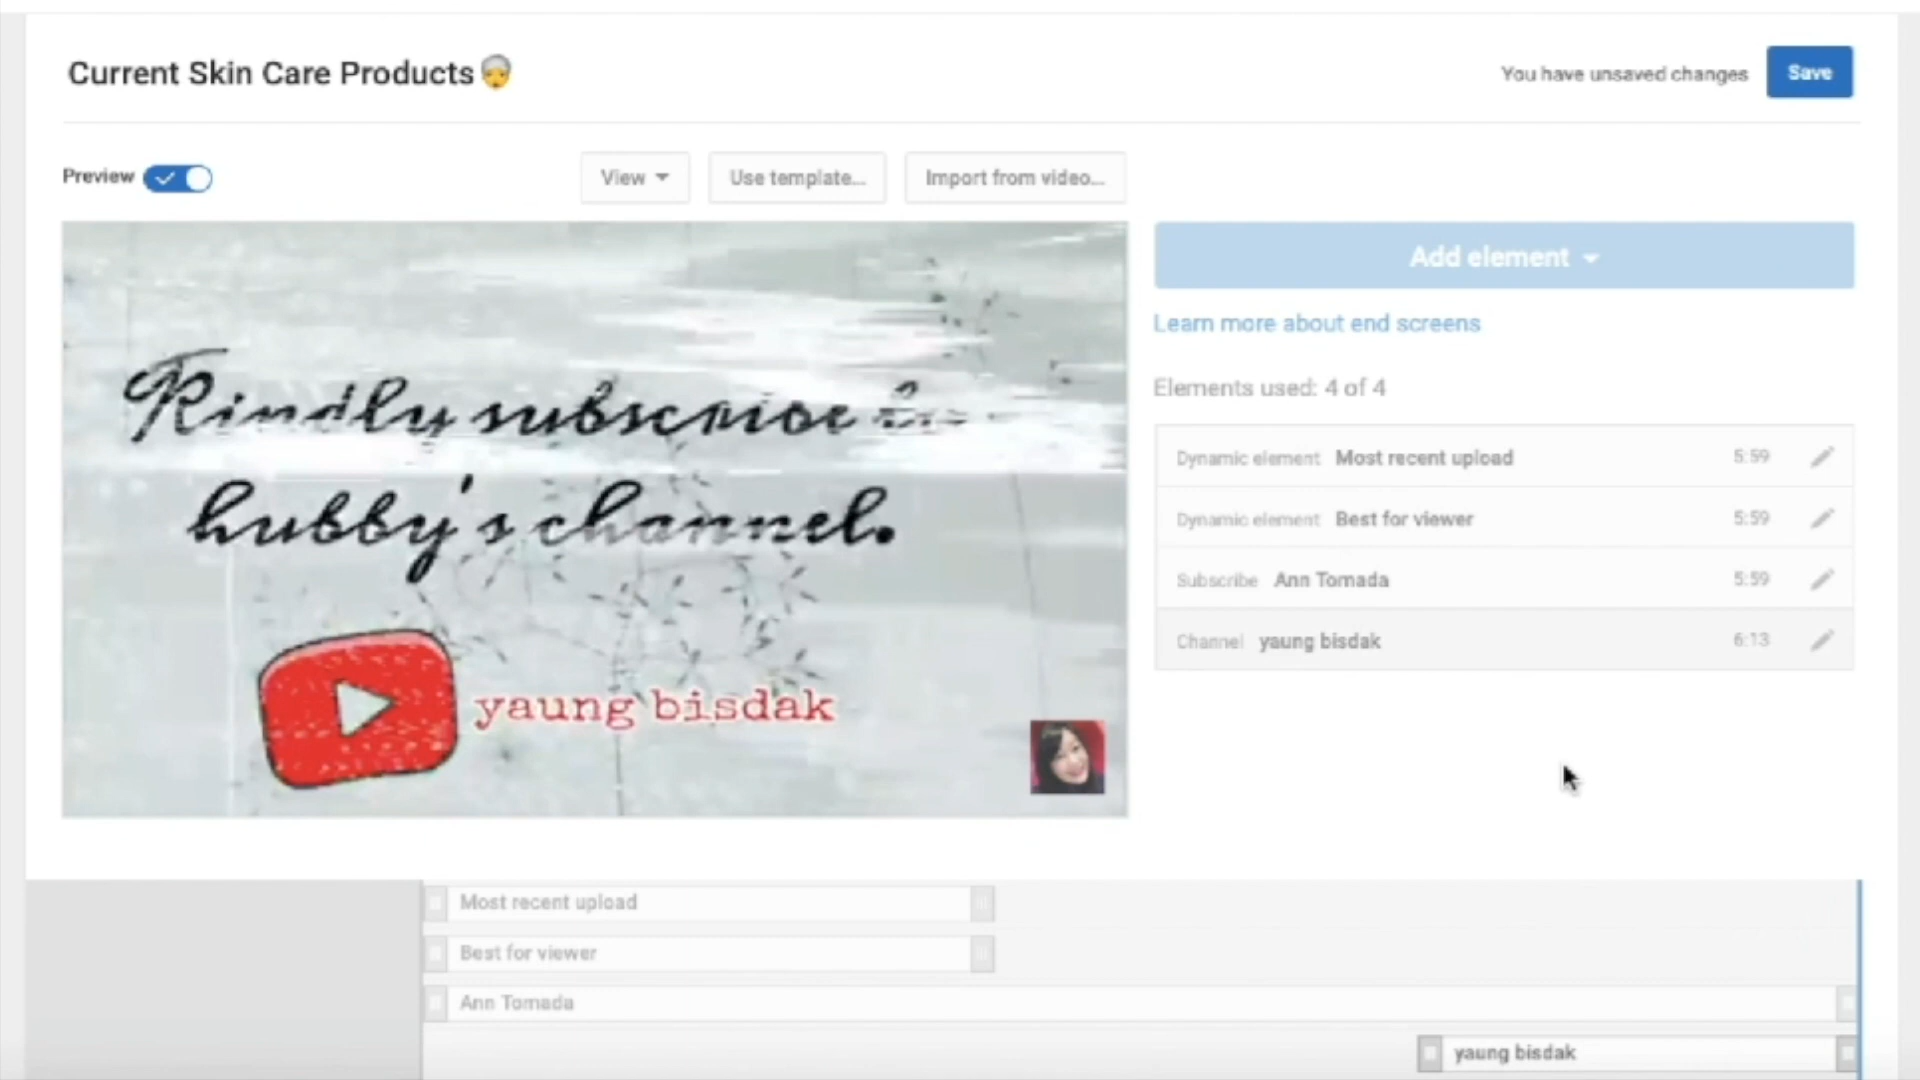 Current Skin Care Products
You have unsaved changes
Save
Preview
View
Use template...
Import from video...
Add element
Learn more about end screens
Elements used: 4 of 4
Dynamic element Most recent upload 5:59
Dynamic element Best for viewer 5:59
Subscribe Ann Tomada 5:59
Channel yaung bisdak 6:13
Kindly subscribe
hubby's channel.
yaung bisdak
Most recent upload
Best for viewer
Ann Tomada
yaung bisdak